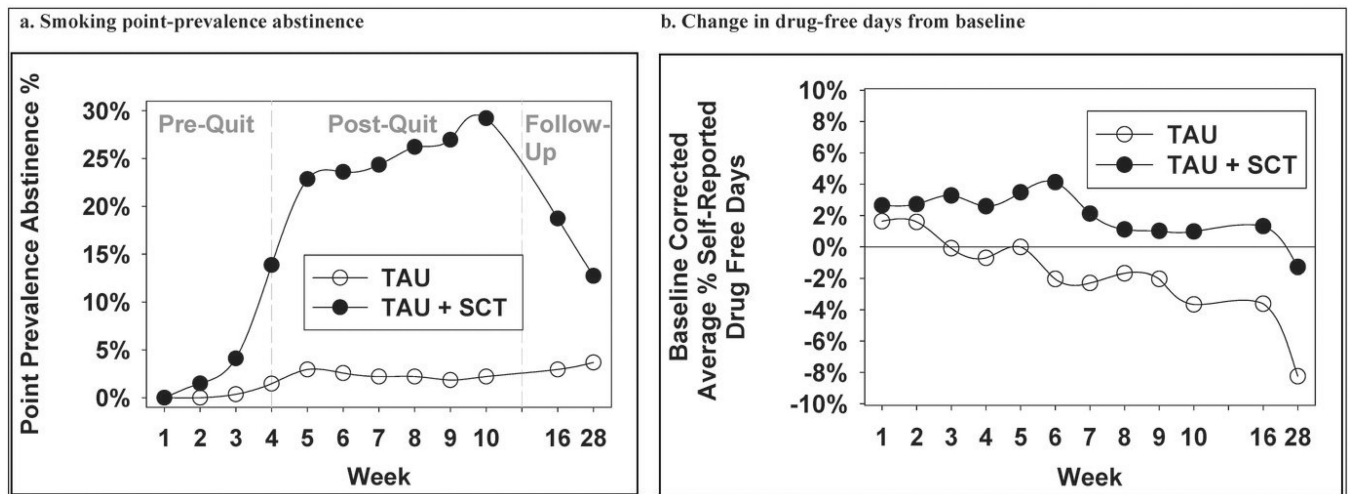 a. Smoking point-prevalence abstinence
Point Prevalence Abstinence %
30%
25%
20%
15%
10%
5%
0%
Pre-Quit
Post-Quit
Follow-
Up
TAU
TAU + SCT
1 2 3 4 5 6 7 8 9 10 16 28
Week
b. Change in drug-free days from baseline
Baseline Corrected
Average % Self-Reported
Drug Free Days
10%
8%
6%
4%
2%
0%
-2%
-4%
-6%
-8%
-10%
TAU
TAU + SCT
1 2 3 4 5 6 7 8 9 10 16 28
Week